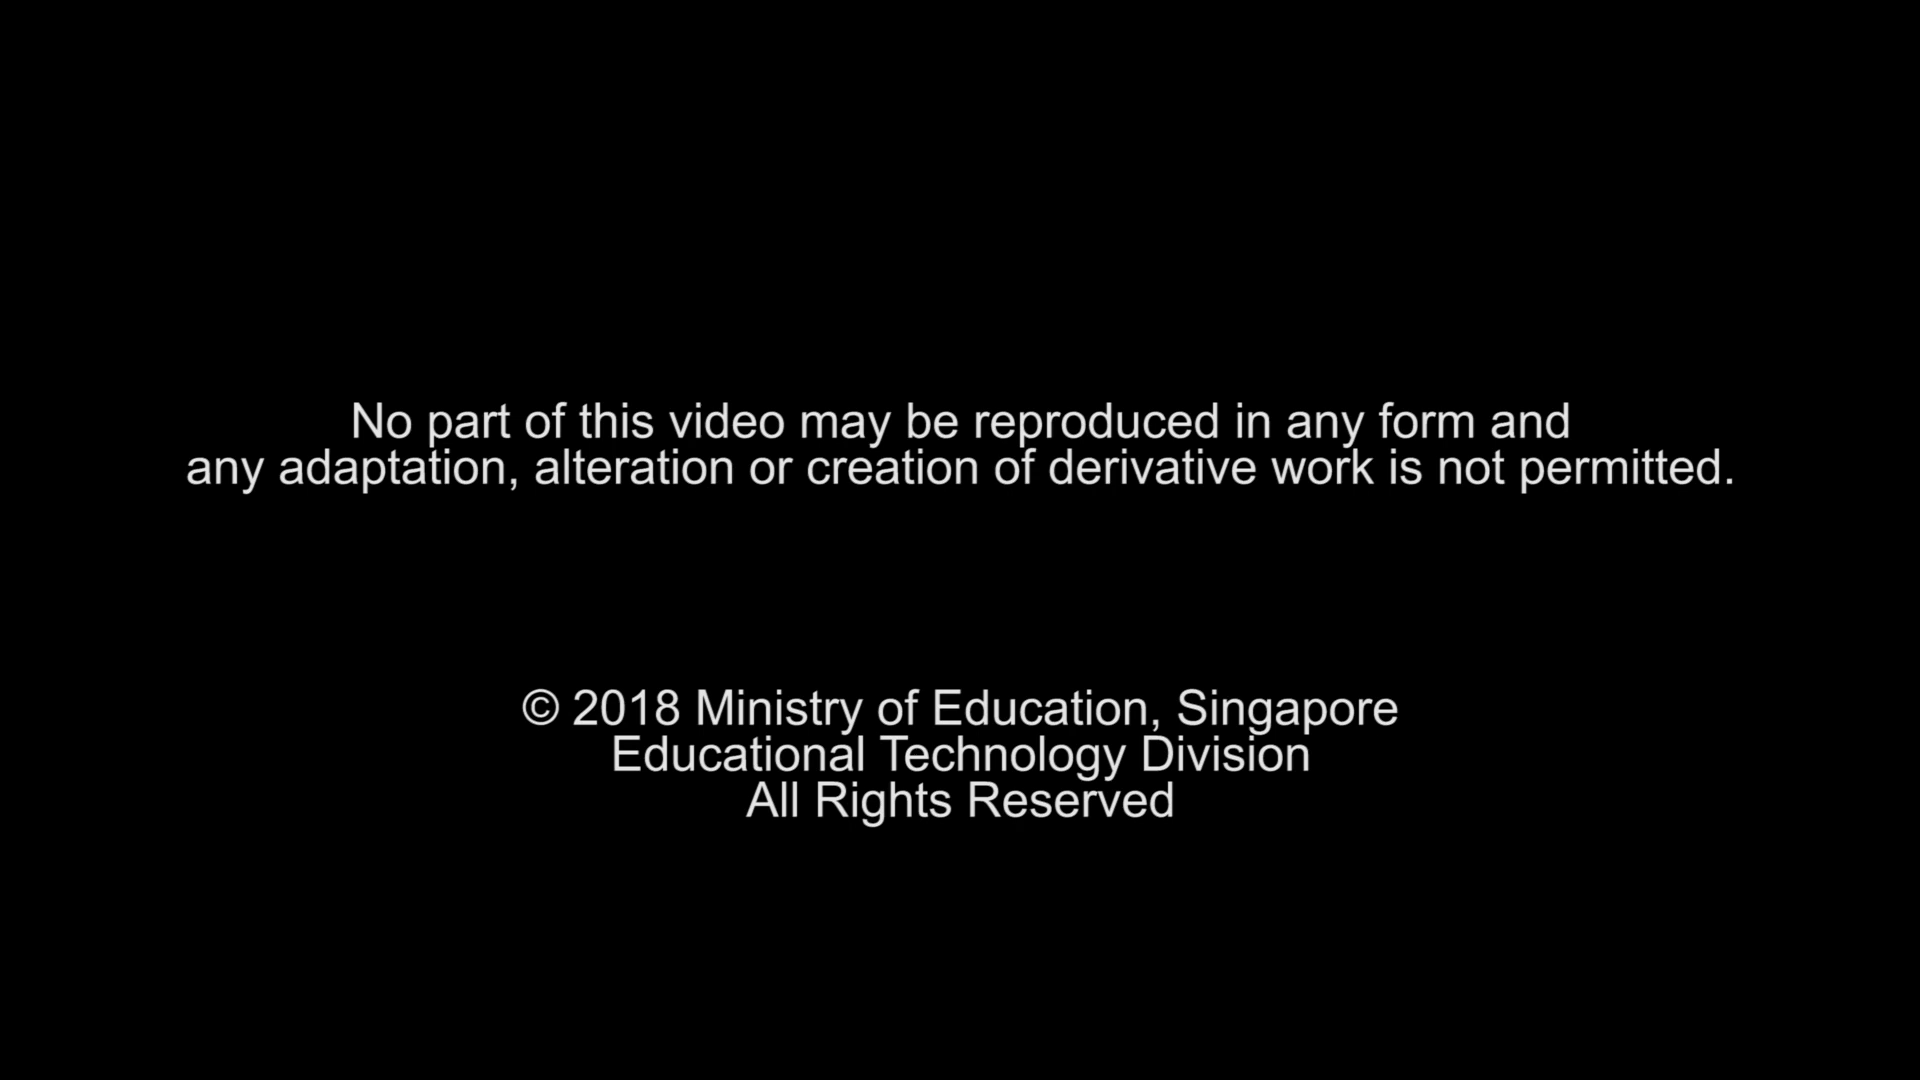 No part of this video may be reproduced in any form and
any adaptation, alteration or creation of derivative work is not permitted.
© 2018 Ministry of Education, Singapore
Educational Technology Division
All Rights Reserved